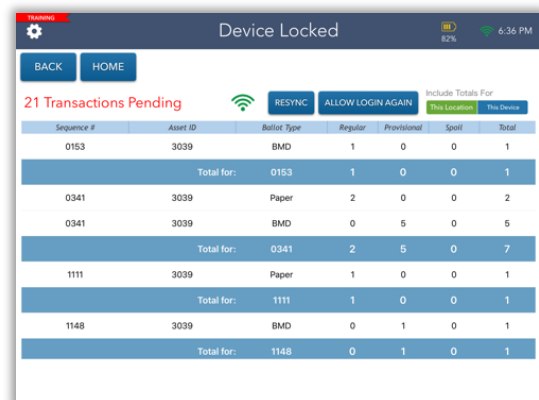 TRAINING
Device Locked
82%
6:36 PM
BACK HOME
21 Transactions Pending
RESYNC
ALLOW LOGIN AGAIN
Include Totals For
This Location This Device
Sequence # Asset ID Ballot Type Regular Provisional Spoil Total
0153 3039 BMD 1 0 0 1
Total for: 0153 1 0 0 1
0341 3039 Paper 2 0 0 2
0341 3039 BMD 0 5 0 5
Total for: 0341 2 5 0 7
1111 3039 Paper 1 0 0 1
Total for: 1111 1 0 0 1
1148 3039 BMD 0 1 0 1
Total for: 1148 0 1 0 1